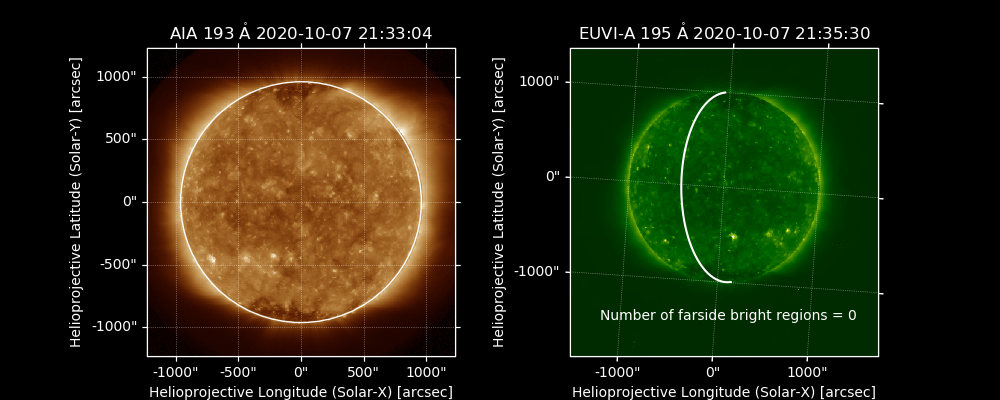 AIA 193 Å 2020-10-07 21:33:04
EUVI-A 195 Å 2020-10-07 21:35:30
Helioprojective Latitude (Solar-Y) [arcsec]
1000"
500"
0"
-500"
-1000"
-1000"
-500"
0"
500"
1000"
Helioprojective Longitude (Solar-X) [arcsec]
Helioprojective Latitude (Solar-Y) [arcsec]
1000"
0"
-1000"
Number of farside bright regions = 0
-1000"
0"
1000"
Helioprojective Longitude (Solar-X) [arcsec]